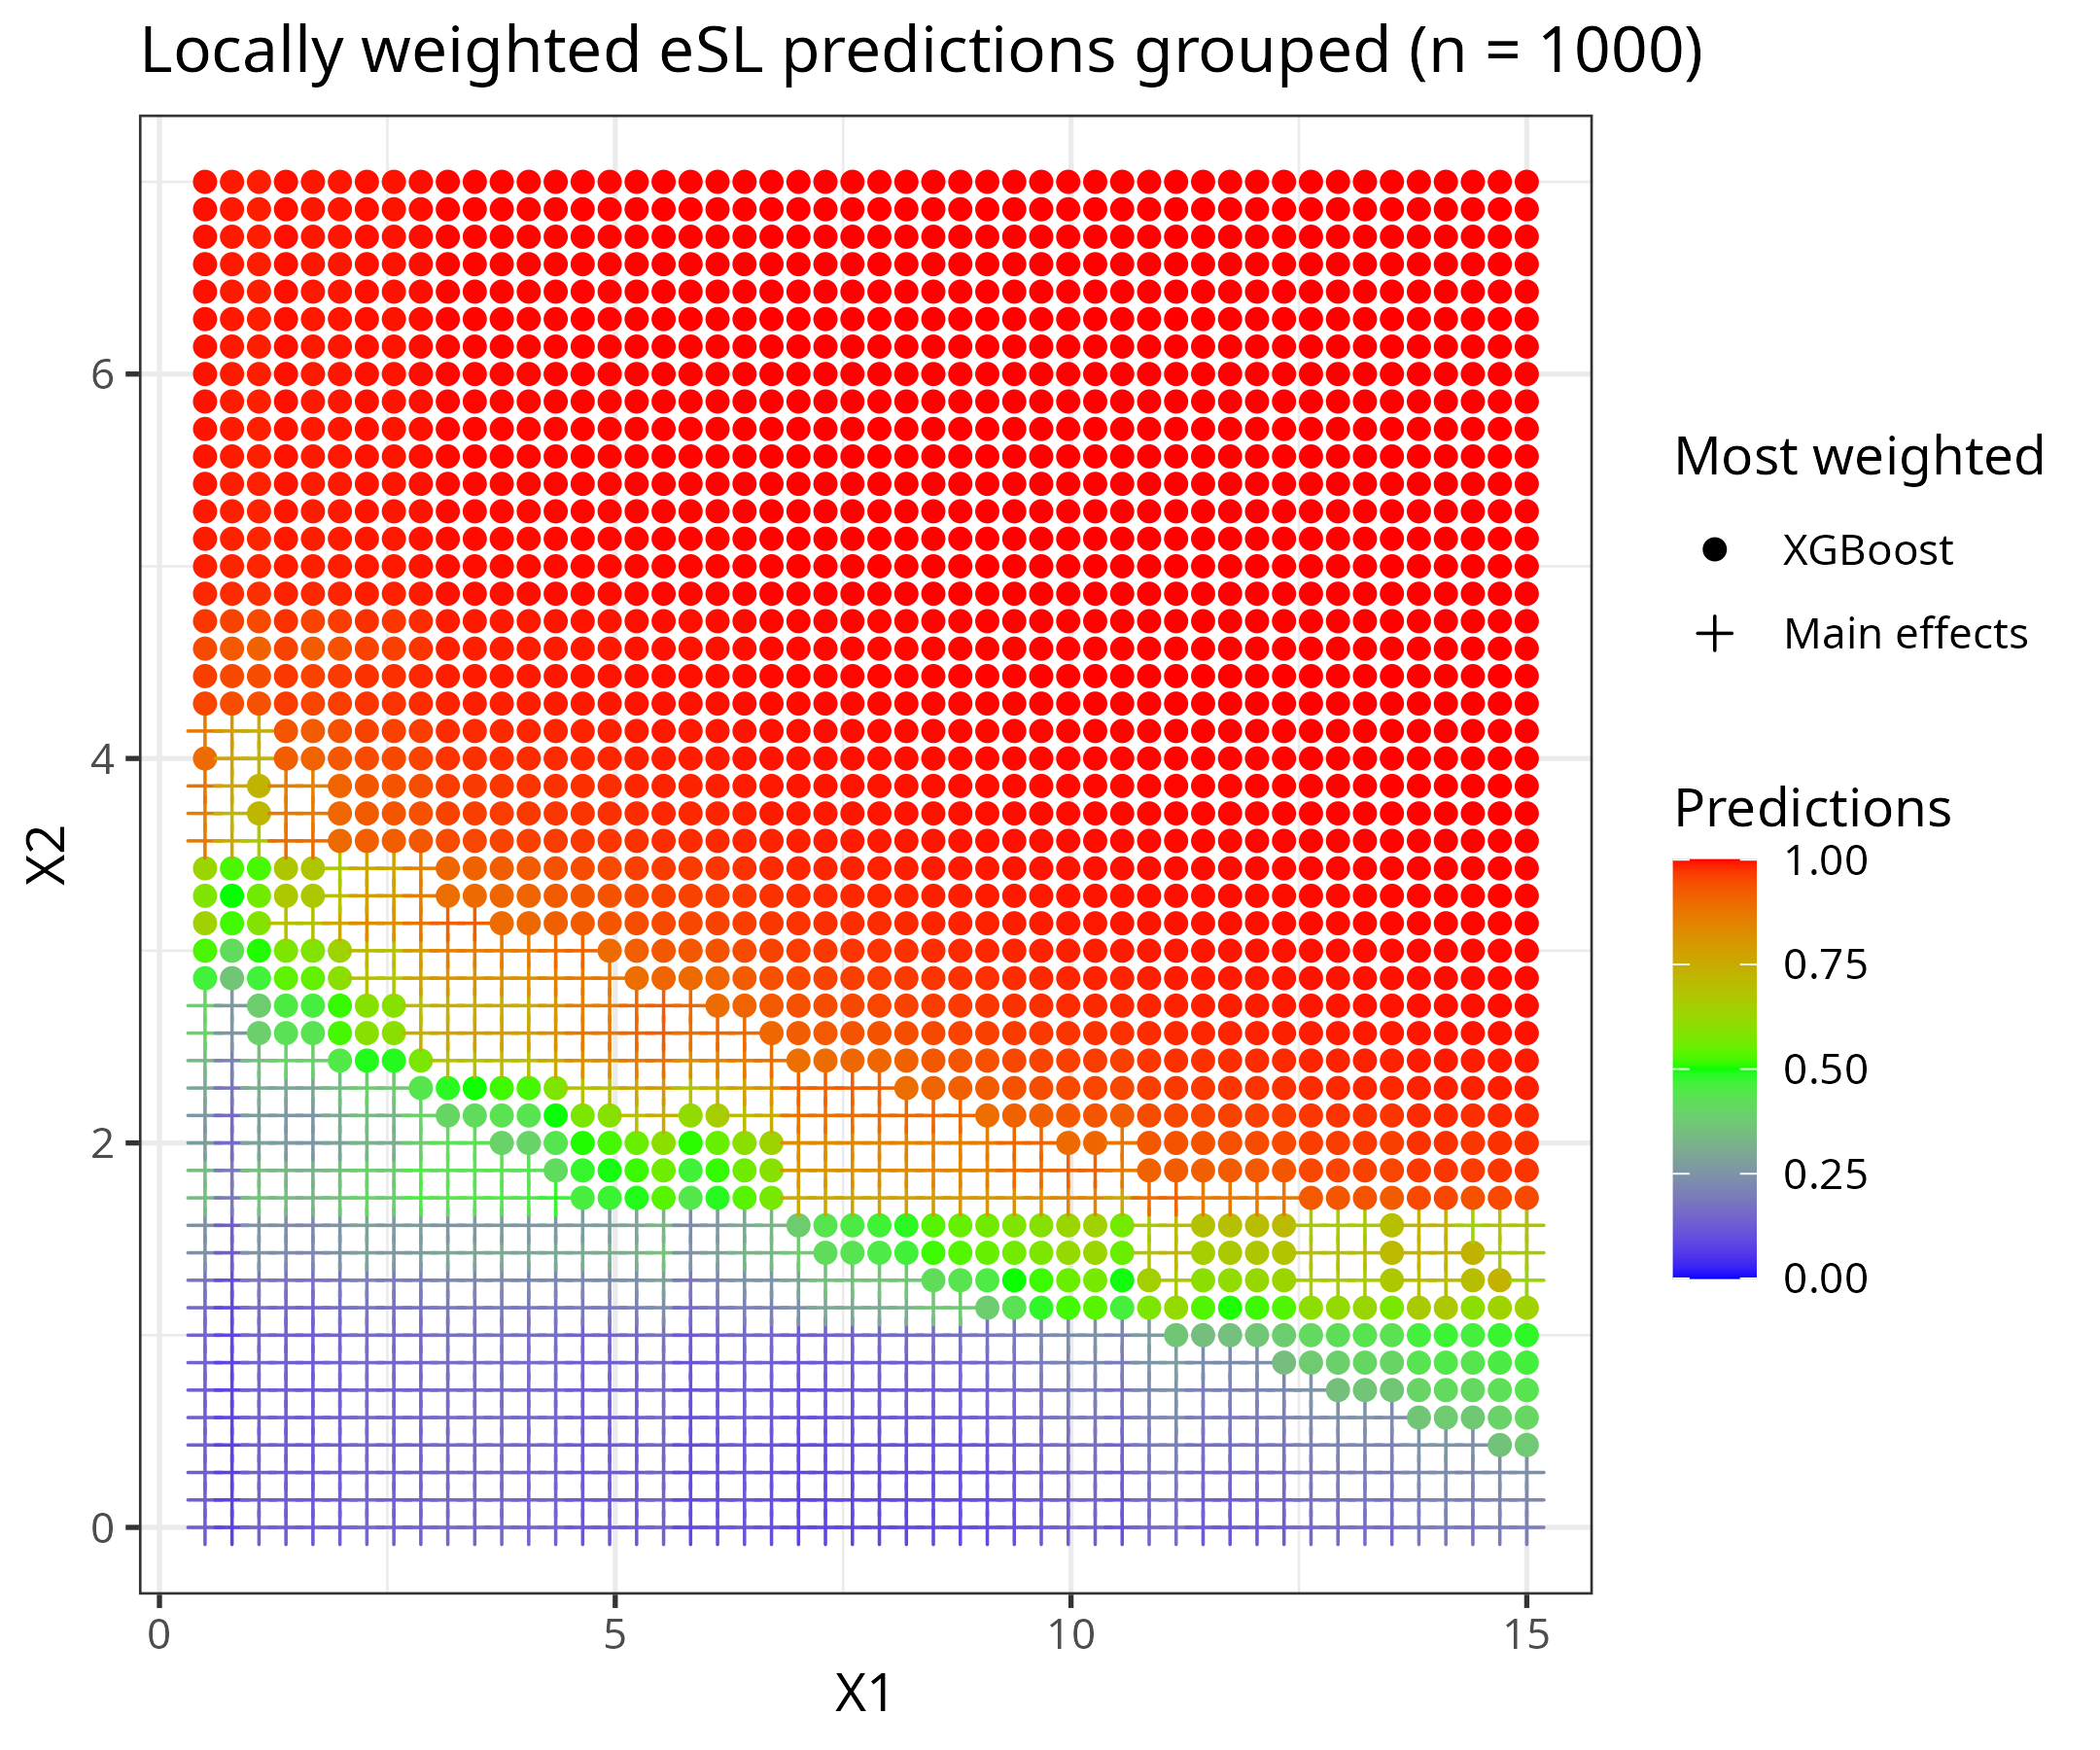 Locally weighted eSL predictions grouped (n = 1000)
X2
6
4
2
0
0 5 10 15
X1
Most weighted
XGBoost
Main effects
Predictions
1.00
0.75
0.50
0.25
0.00